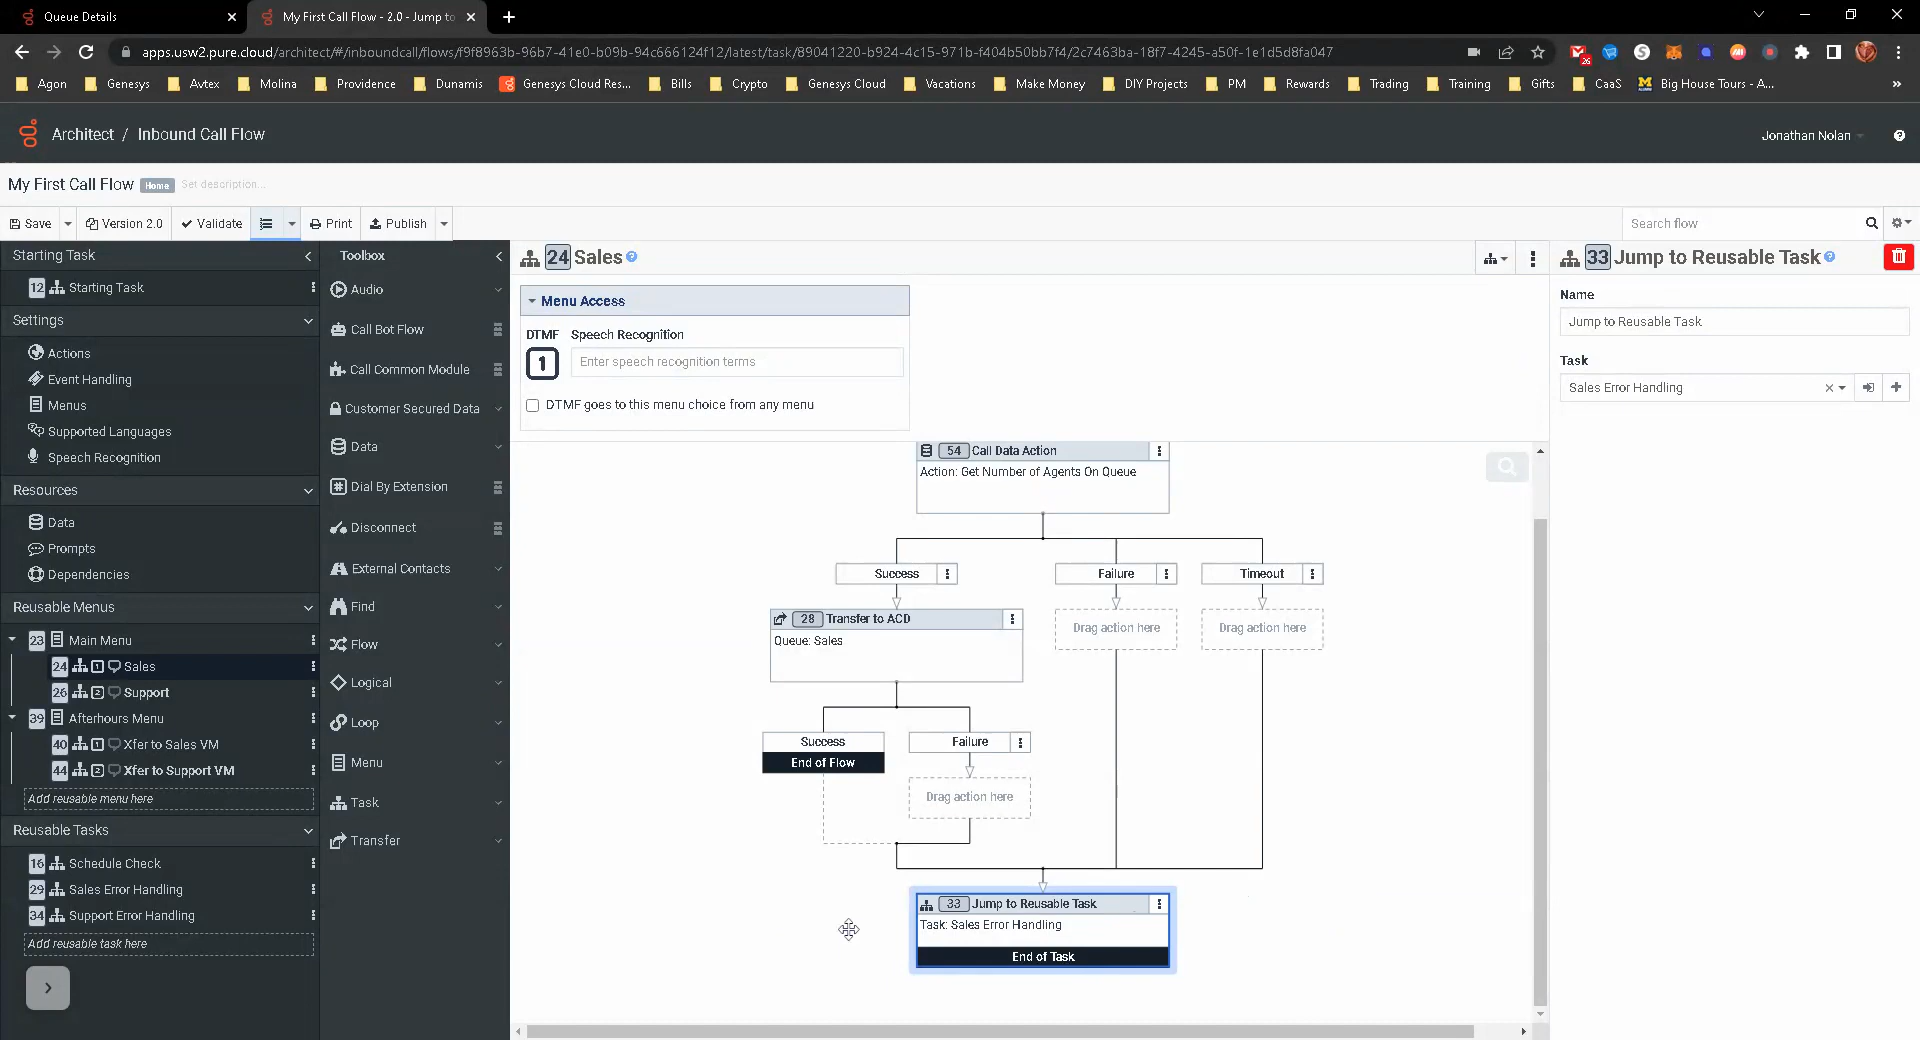 Queue Details
My First Call Flow - 2.0 - Jump to
apps.usw2.pure.cloud/architect/#/inboundcall/flows/f9f8963b-96b7-41e0-b09b-94c666124f12/latest/task/89041220-b924-4c15-971b-f404b50bb7f4/2c7463ba-18f7-4245-a50f-1e1d5d8fa047
26
Agon
Genesys
Avtex
Molina
Providence
Dunamis
Genesys Cloud Res...
Bills
Crypto
Genesys Cloud
Vacations
Make Money
DIY Projects
PM
Rewards
Trading
Training
Gifts
CaaS
Big House Tours - A...
Architect / Inbound Call Flow
Jonathan Nolan
My First Call Flow Home Set description...
Save
Version 2.0
Validate
Print
Publish
Search flow
Starting Task
12 Starting Task
Settings
Actions
Event Handling
Menus
Supported Languages
Speech Recognition
Resources
Data
Prompts
Dependencies
Reusable Menus
23 Main Menu
24 1 Sales
26 2 Support
39 Afterhours Menu
40 1 Xfer to Sales VM
44 2 Xfer to Support VM
Add reusable menu here
Reusable Tasks
16 Schedule Check
29 Sales Error Handling
34 Support Error Handling
Add reusable task here
Toolbox
Audio
Call Bot Flow
Call Common Module
Customer Secured Data
Data
Dial By Extension
Disconnect
External Contacts
Find
Flow
Logical
Loop
Menu
Task
Transfer
24 Sales
Menu Access
DTMF Speech Recognition
1 Enter speech recognition terms
DTMF goes to this menu choice from any menu
54 Call Data Action
Action: Get Number of Agents On Queue
Success
Failure
Timeout
28 Transfer to ACD
Queue: Sales
Drag action here
Drag action here
Success
Failure
End of Flow
Drag action here
33 Jump to Reusable Task
Task: Sales Error Handling
End of Task
33 Jump to Reusable Task
Name
Jump to Reusable Task
Task
Sales Error Handling